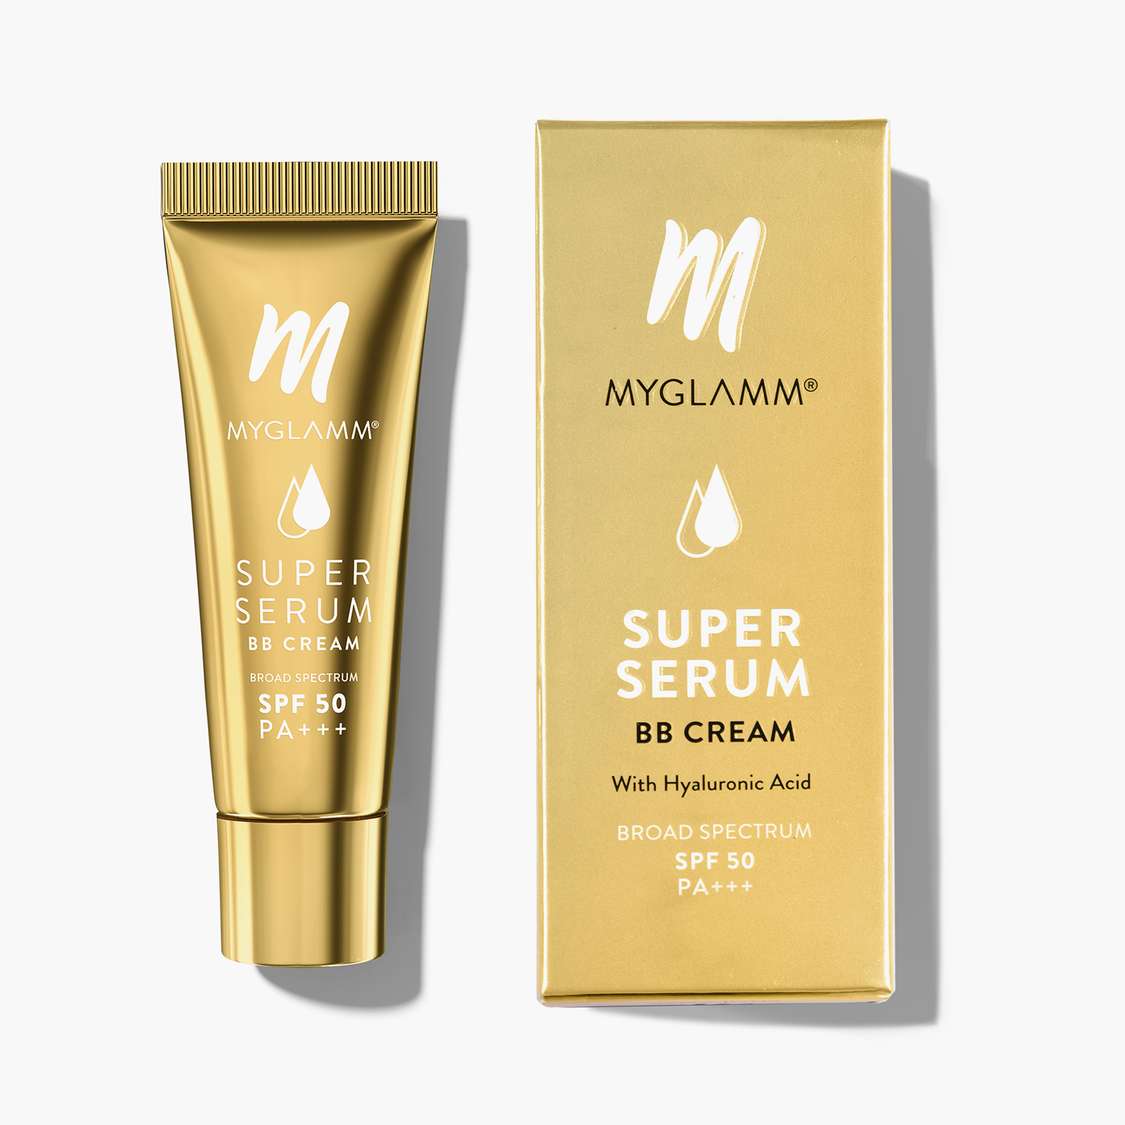 m
MYGLAMM®
SUPER
SERUM
BB CREAM
BROAD SPECTRUM
SPF 50
PA+++
m
MYGLAMM®
SUPER
SERUM
BB CREAM
With Hyaluronic Acid
BROAD SPECTRUM
SPF 50
PA+++